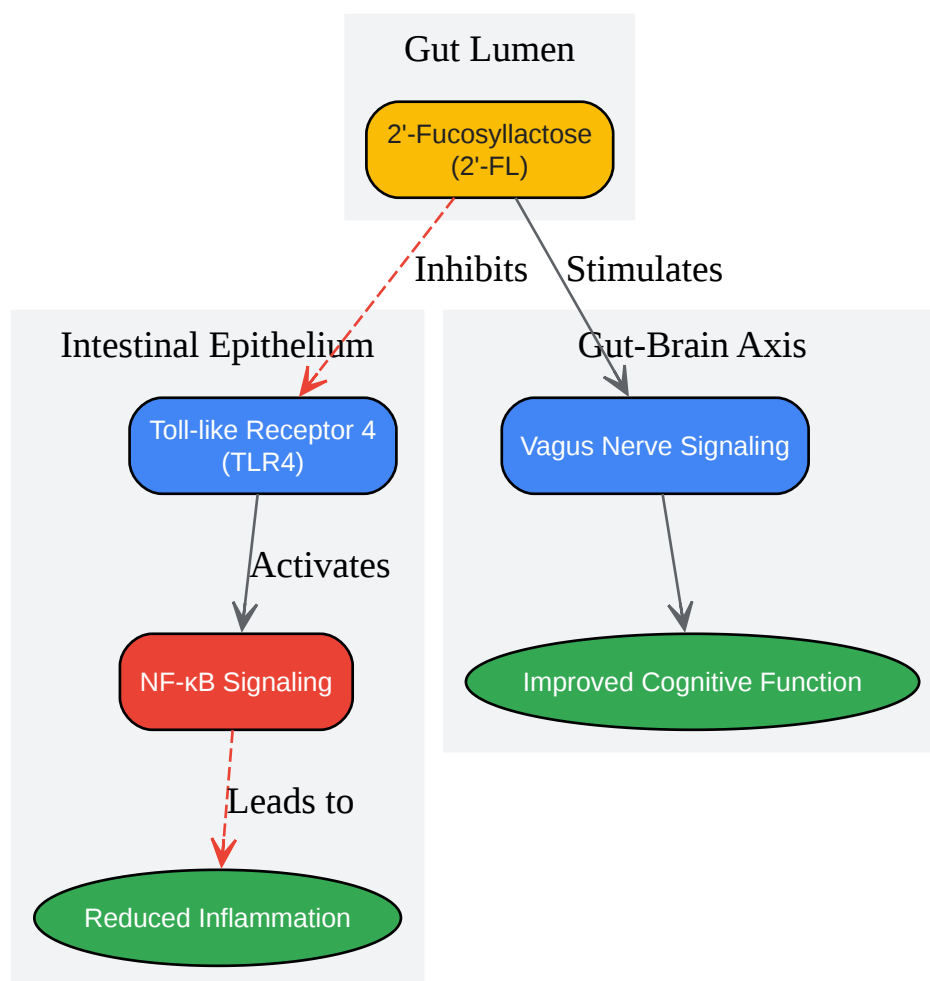 Gut Lumen
2'-Fucosyllactose
(2'-FL)
Inhibits
Stimulates
Intestinal Epithelium
Gut-Brain Axis
Toll-like Receptor 4
(TLR4)
Vagus Nerve Signaling
Activates
NF-κB Signaling
Improved Cognitive Function
Leads to
Reduced Inflammation